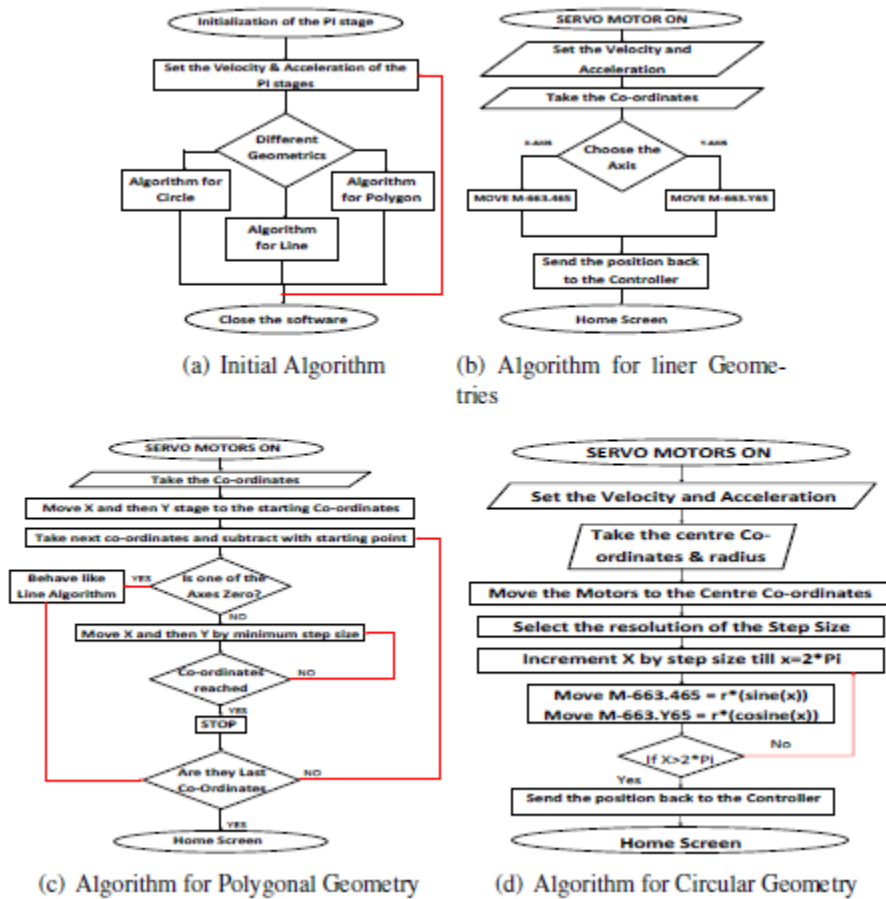 Initialization of the PI stage
Set the Velocity & Acceleration of the
PI stages
Different
Geometrics
Algorithm for
Circle
Algorithm
for Polygon
Algorithm
for Line
Close the software
(a) Initial Algorithm
SERVO MOTOR ON
Set the Velocity and
Acceleration
Take the Co-ordinates
X-AXIS
Y-AXIS
Choose the
Axis
MOVE M-663.465
MOVE M-663.Y65
Send the position back
to the Controller
Home Screen
(b) Algorithm for liner Geome-
tries
SERVO MOTORS ON
Take the Co-ordinates
Move X and then Y stage to the starting Co-ordinates
Take next co-ordinates and subtract with starting point
Behave like
Line Algorithm
YES
Is one of the
Axes Zero?
NO
Move X and then Y by minimum step size
Co-ordinates
reached
NO
YES
STOP
Are they Last
Co-Ordinates
NO
YES
Home Screen
(c) Algorithm for Polygonal Geometry
SERVO MOTORS ON
Set the Velocity and Acceleration
Take the centre Co-
ordinates & radius
Move the Motors to the Centre Co-ordinates
Select the resolution of the Step Size
Increment X by step size till x=2*Pi
Move M-663.465 = r*(sine(x))
Move M-663.Y65 = r*(cosine(x))
If X>2*Pi
No
Yes
Send the position back to the Controller
Home Screen
(d) Algorithm for Circular Geometry